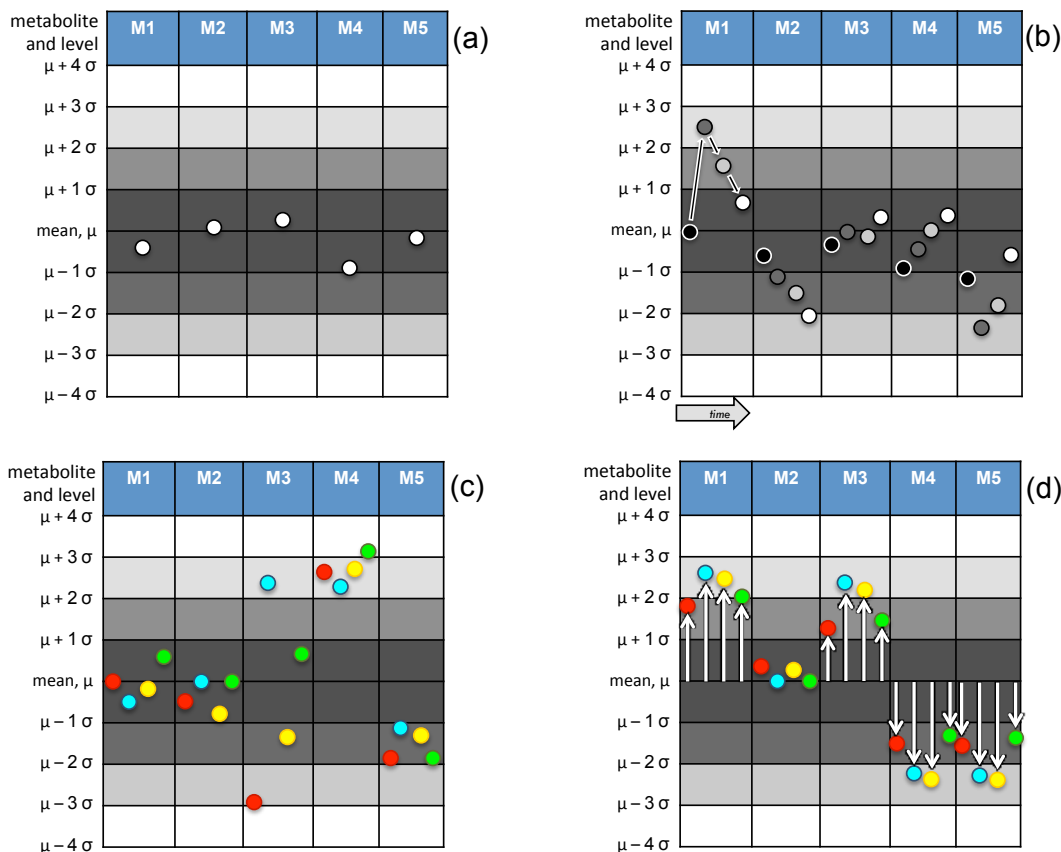 metabolite
and level
M1 M2 M3 M4 M5
(a)
μ + 4 σ
μ + 3 σ
μ + 2 σ
μ + 1 σ
mean, μ
μ – 1 σ
μ – 2 σ
μ – 3 σ
μ – 4 σ
metabolite
and level
M1 M2 M3 M4 M5
(b)
μ + 4 σ
μ + 3 σ
μ + 2 σ
μ + 1 σ
mean, μ
μ – 1 σ
μ – 2 σ
μ – 3 σ
μ – 4 σ
time
metabolite
and level
M1 M2 M3 M4 M5
(c)
μ + 4 σ
μ + 3 σ
μ + 2 σ
μ + 1 σ
mean, μ
μ – 1 σ
μ – 2 σ
μ – 3 σ
μ – 4 σ
metabolite
and level
M1 M2 M3 M4 M5
(d)
μ + 4 σ
μ + 3 σ
μ + 2 σ
μ + 1 σ
mean, μ
μ – 1 σ
μ – 2 σ
μ – 3 σ
μ – 4 σ